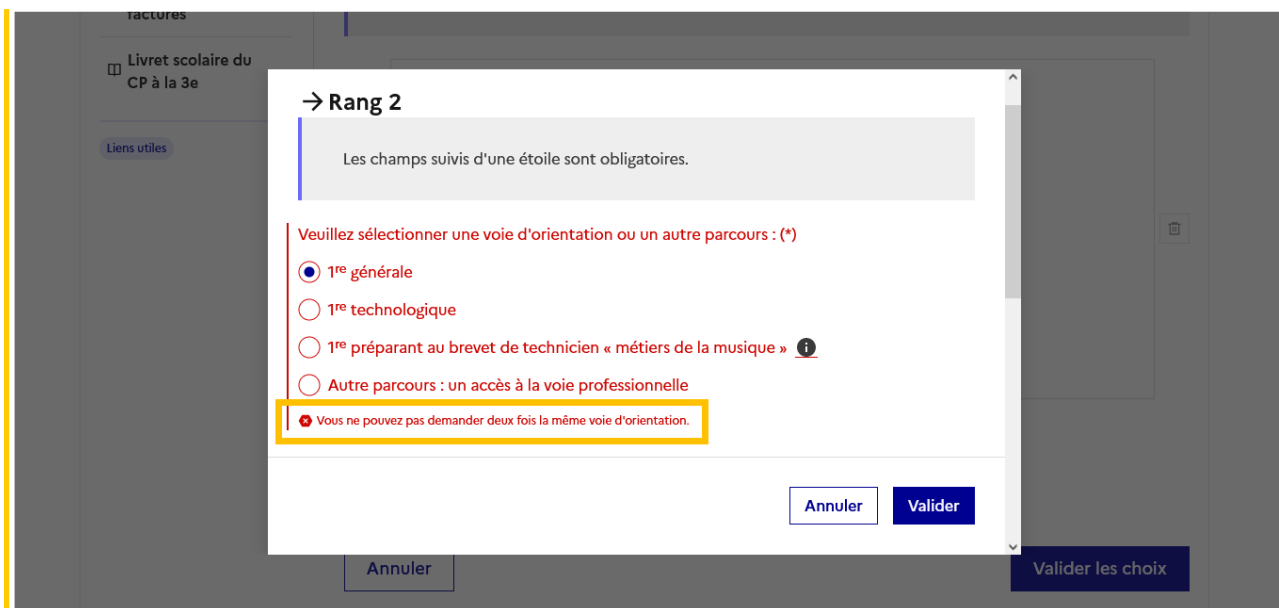 factures
Livret scolaire du
CP à la 3e
Liens utiles
→ Rang 2
Les champs suivis d'une étoile sont obligatoires.
Veuillez sélectionner une voie d'orientation ou un autre parcours : (*)
1re générale
1re technologique
1re préparant au brevet de technicien « métiers de la musique »
Autre parcours : un accès à la voie professionnelle
Vous ne pouvez pas demander deux fois la même voie d'orientation.
Annuler
Valider
Annuler
Valider les choix